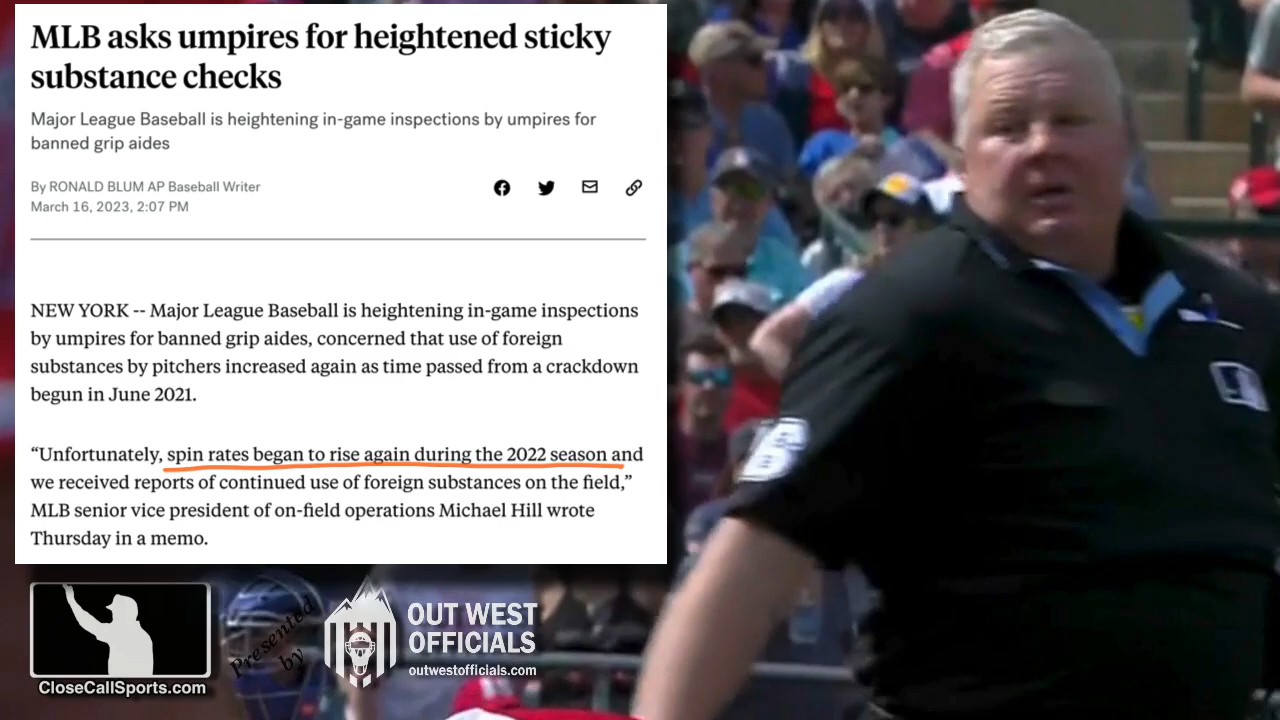 MLB asks umpires for heightened sticky
substance checks
Major League Baseball is heightening in-game inspections by umpires for
banned grip aides
By RONALD BLUM AP Baseball Writer
March 16, 2023, 2:07 PM
NEW YORK -- Major League Baseball is heightening in-game inspections
by umpires for banned grip aides, concerned that use of foreign
substances by pitchers increased again as time passed from a crackdown
begun in June 2021.
“Unfortunately, spin rates began to rise again during the 2022 season and
we received reports of continued use of foreign substances on the field,”
MLB senior vice president of on-field operations Michael Hill wrote
Thursday in a memo.
CloseCallSports.com
Presented
by
OUT WEST
OFFICIALS
outwestofficials.com